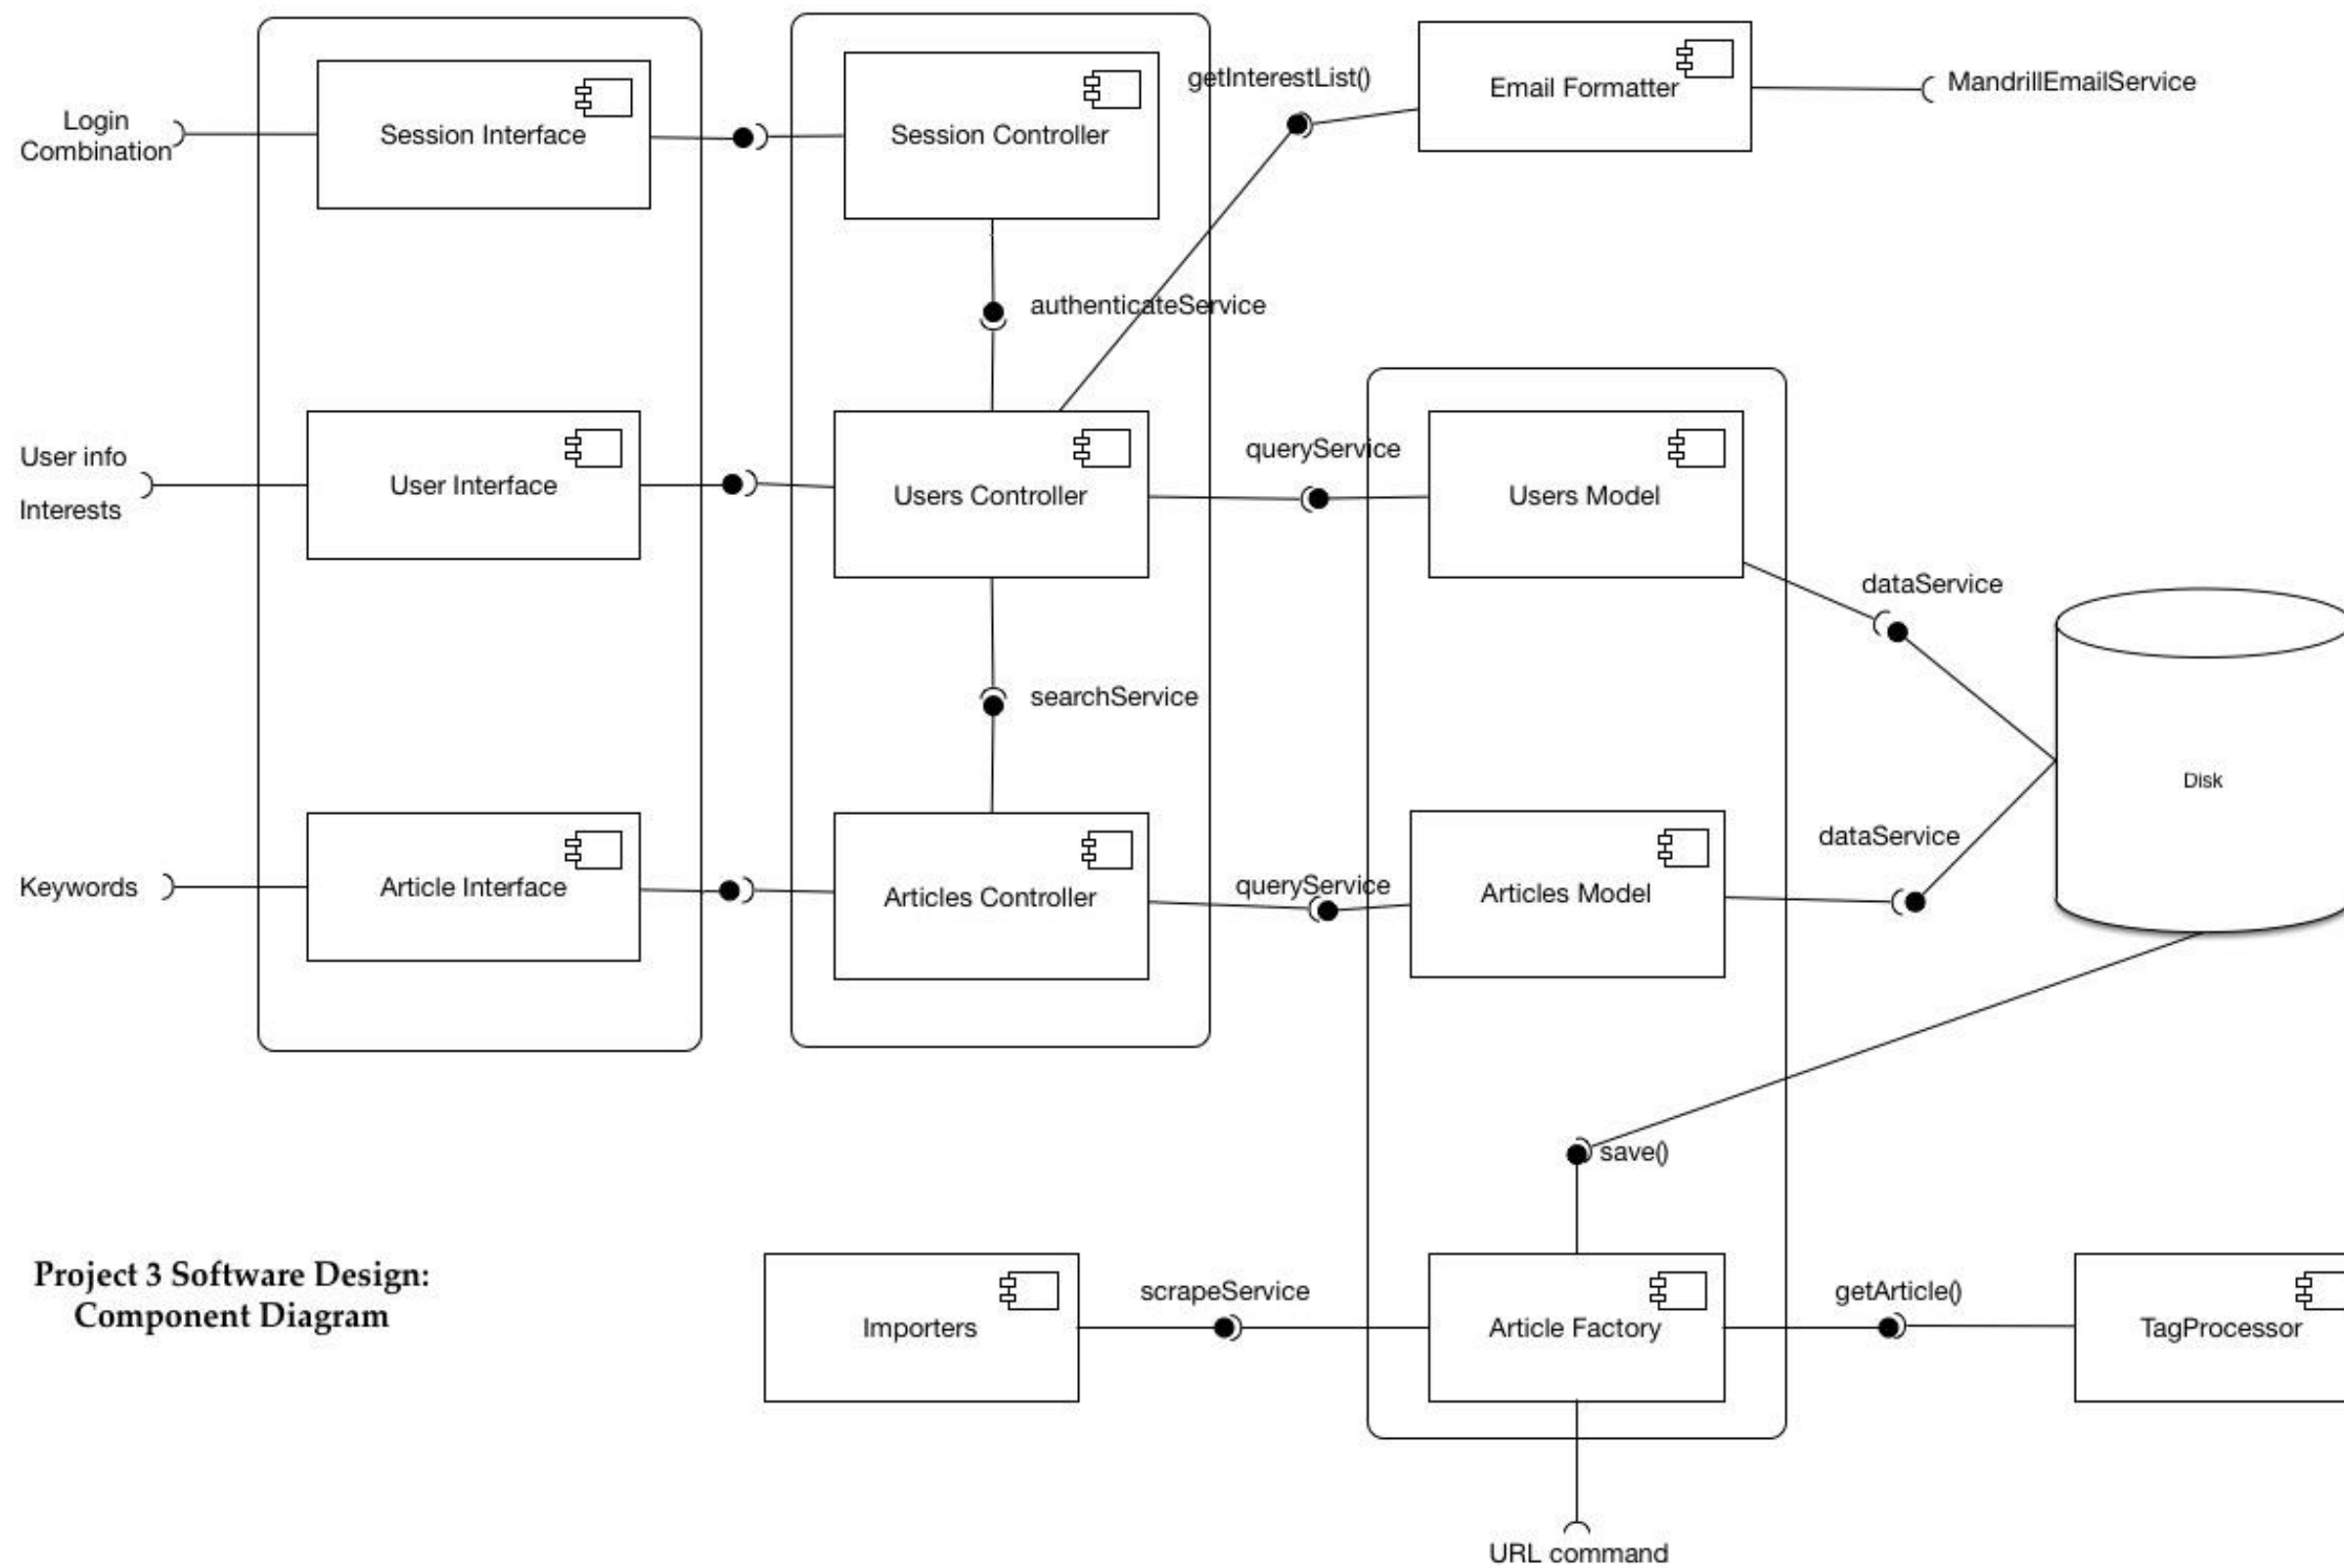 getInterestList()
Email Formatter
MandrillEmailService
Login
Combination
Session Interface
Session Controller
authenticateService
User info
Interests
User Interface
Users Controller
queryService
Users Model
dataService
Disk
searchService
dataService
Keywords
Article Interface
Articles Controller
queryService
Articles Model
save()
Project 3 Software Design:
Component Diagram
Importers
scrapeService
Article Factory
getArticle()
TagProcessor
URL command